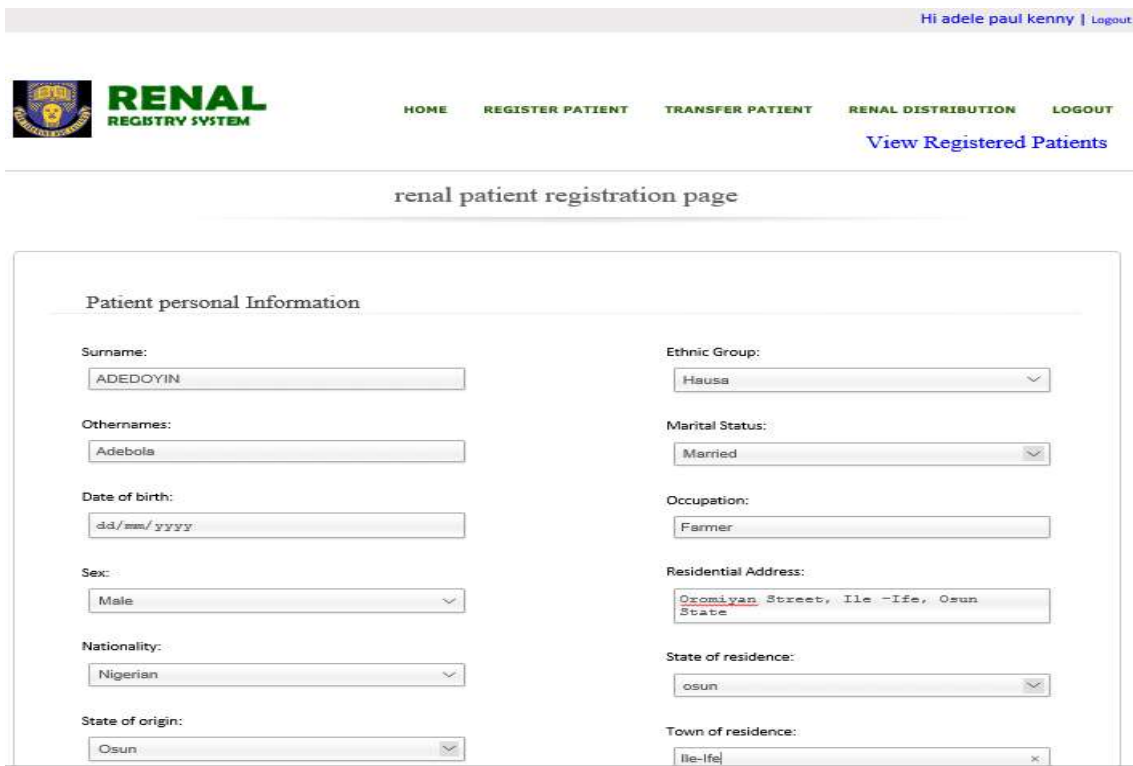 Hi adele paul kenny | Logout
RENAL
REGISTRY SYSTEM
HOME REGISTER PATIENT TRANSFER PATIENT RENAL DISTRIBUTION LOGOUT
View Registered Patients
renal patient registration page
Patient personal Information
Surname:
ADEDOYIN
Othernames:
Adebola
Date of birth:
dd/mm/yyyy
Sex:
Male
Nationality:
Nigerian
State of origin:
Osun
Ethnic Group:
Hausa
Marital Status:
Married
Occupation:
Farmer
Residential Address:
Oromiyan Street, Ile -Ife, Osun
State
State of residence:
osun
Town of residence:
Ile-Ife